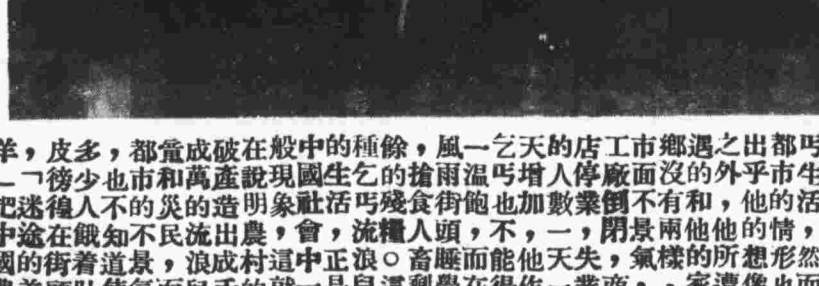 丐生活，然
都市的情形
出乎他的想
之外，他所
遇的和他的
鄉沒有兩樣
市面不景氣
工廠倒閉，
店停業，失
的人數一天
天增加，他
乞丐也不能
一溫飽，而
風雨街頭睡
，搶食人畜
餘的殘糧。
種乞丐流浪
的生活，正
中國社會中
般現象，這
在說明農村
破產造出成
成萬的流浪
當和災民，
都市的不景
，也不知道
多少人餓着
皮徬徨在街
，「迷途的
羊﹂把中國